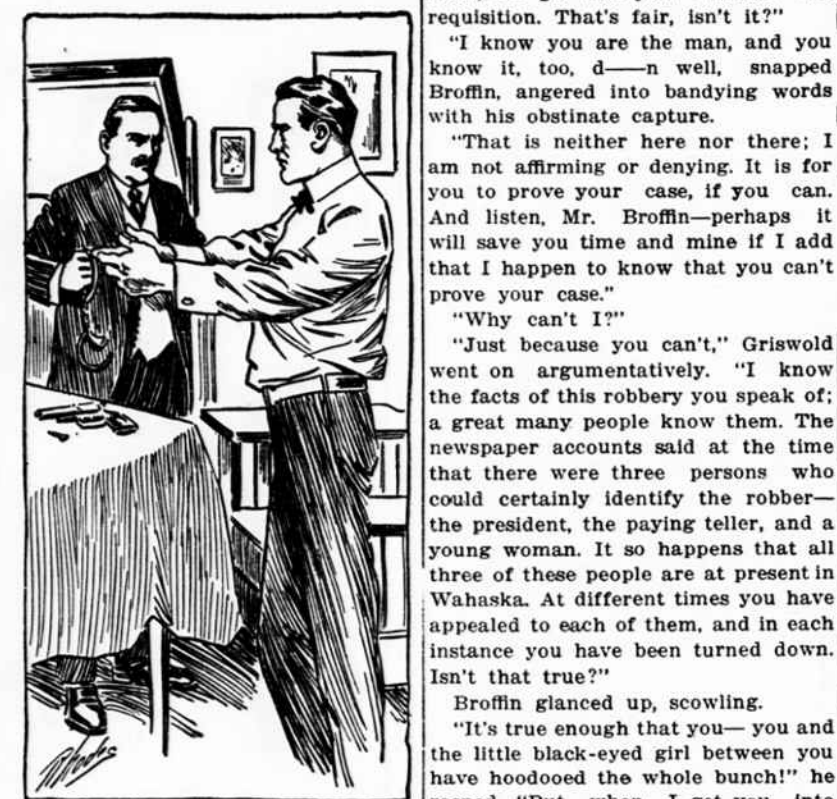 requisition. That's fair, isn't it?"
"I know you are the man, and you
know it, too, d——n well, snapped
Broffin, angered into bandying words
with his obstinate capture.
"That is neither here nor there; I
am not affirming or denying. It is for
you to prove your case, if you can.
And listen, Mr. Broffin—perhaps it
will save you time and mine if I add
that I happen to know that you can't
prove your case."
"Why can't I?"
"Just because you can't," Griswold
went on argumentatively. "I know
the facts of this robbery you speak of;
a great many people know them. The
newspaper accounts said at the time
that there were three persons who
could certainly identify the robber—
the president, the paying teller, and a
young woman. It so happens that all
three of these people are at present in
Wahaska. At different times you have
appealed to each of them, and in each
instance you have been turned down.
Isn't that true?"
Broffin glanced up, scowling.
"It's true enough that you— you and
the little black-eyed girl between you
have hoodooed the whole bunch!" he
"But when I get you into